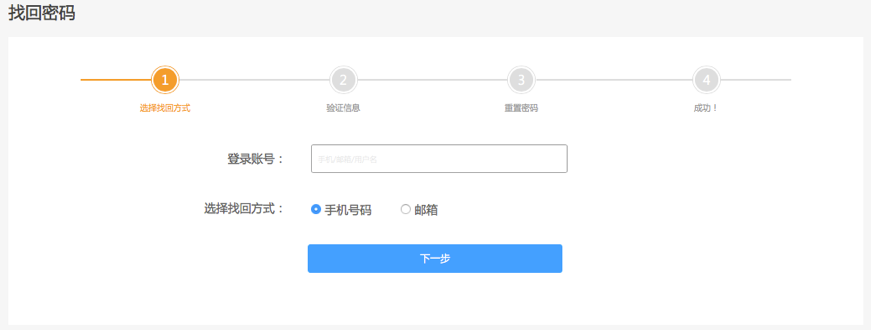 找回密码
1 2 3 4
选择找回方式 验证信息 重置密码 成功！
登录账号： 手机/邮箱/用户名
选择找回方式： 手机号码 邮箱
下一步